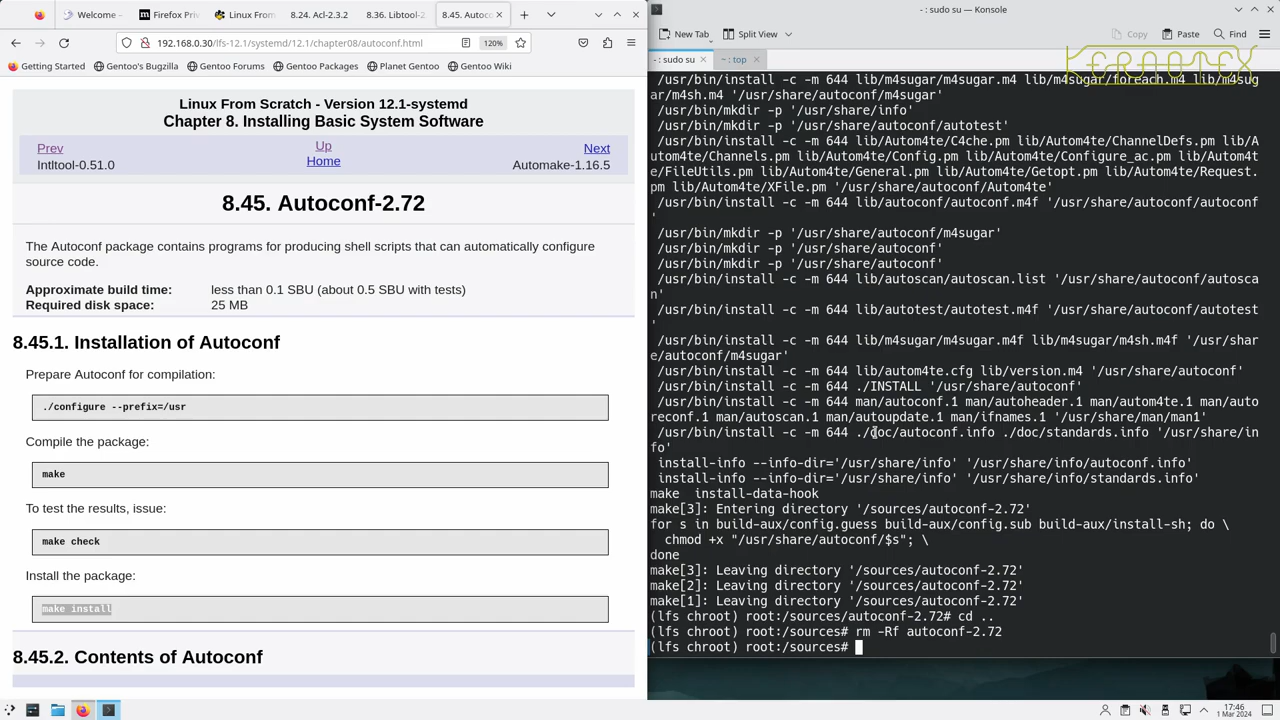 Welcome –
Firefox Priv
Linux From
8.24. Acl-2.3.2
8.36. Libtool-2.
8.45. Autoco
192.168.0.30/lfs-12.1/systemd/12.1/chapter08/autoconf.html
120%
Getting Started
Gentoo's Bugzilla
Gentoo Forums
Gentoo Packages
Planet Gentoo
Gentoo Wiki
Linux From Scratch - Version 12.1-systemd
Chapter 8. Installing Basic System Software
Prev
Up
Next
Intltool-0.51.0
Home
Automake-1.16.5
8.45. Autoconf-2.72
The Autoconf package contains programs for producing shell scripts that can automatically configure
source code.
Approximate build time: less than 0.1 SBU (about 0.5 SBU with tests)
Required disk space: 25 MB
8.45.1. Installation of Autoconf
Prepare Autoconf for compilation:
./configure --prefix=/usr
Compile the package:
make
To test the results, issue:
make check
Install the package:
make install
8.45.2. Contents of Autoconf
- : sudo su — Konsole
New Tab
Split View
Copy
Paste
Find
- : sudo su
~ : top
KERNOTEX
/usr/bin/install -c -m 644 lib/m4sugar/m4sugar.m4 lib/m4sugar/foreach.m4 lib/m4sug
ar/m4sh.m4 '/usr/share/autoconf/m4sugar'
/usr/bin/mkdir -p '/usr/share/info'
/usr/bin/mkdir -p '/usr/share/autoconf/autotest'
/usr/bin/install -c -m 644 lib/Autom4te/C4che.pm lib/Autom4te/ChannelDefs.pm lib/A
utom4te/Channels.pm lib/Autom4te/Config.pm lib/Autom4te/Configure_ac.pm lib/Autom4t
e/FileUtils.pm lib/Autom4te/General.pm lib/Autom4te/Getopt.pm lib/Autom4te/Request.
pm lib/Autom4te/XFile.pm '/usr/share/autoconf/Autom4te'
/usr/bin/install -c -m 644 lib/autoconf/autoconf.m4f '/usr/share/autoconf/autoconf
'
/usr/bin/mkdir -p '/usr/share/autoconf/m4sugar'
/usr/bin/mkdir -p '/usr/share/autoconf'
/usr/bin/mkdir -p '/usr/share/autoconf'
/usr/bin/install -c -m 644 lib/autoscan/autoscan.list '/usr/share/autoconf/autosca
n'
/usr/bin/install -c -m 644 lib/autotest/autotest.m4f '/usr/share/autoconf/autotest
'
/usr/bin/install -c -m 644 lib/m4sugar/m4sugar.m4f lib/m4sugar/m4sh.m4f '/usr/shar
e/autoconf/m4sugar'
/usr/bin/install -c -m 644 lib/autom4te.cfg lib/version.m4 '/usr/share/autoconf'
/usr/bin/install -c -m 644 ./INSTALL '/usr/share/autoconf'
/usr/bin/install -c -m 644 man/autoconf.1 man/autoheader.1 man/autom4te.1 man/auto
reconf.1 man/autoscan.1 man/autoupdate.1 man/ifnames.1 '/usr/share/man/man1'
/usr/bin/install -c -m 644 ./doc/autoconf.info ./doc/standards.info '/usr/share/in
fo'
install-info --info-dir='/usr/share/info' '/usr/share/info/autoconf.info'
install-info --info-dir='/usr/share/info' '/usr/share/info/standards.info'
make  install-data-hook
make[3]: Entering directory '/sources/autoconf-2.72'
for s in build-aux/config.guess build-aux/config.sub build-aux/install-sh; do \
chmod +x "/usr/share/autoconf/$s"; \
done
make[3]: Leaving directory '/sources/autoconf-2.72'
make[2]: Leaving directory '/sources/autoconf-2.72'
make[1]: Leaving directory '/sources/autoconf-2.72'
(lfs chroot) root:/sources/autoconf-2.72# cd ..
(lfs chroot) root:/sources# rm -Rf autoconf-2.72
(lfs chroot) root:/sources#
17:46
1 Mar 2024